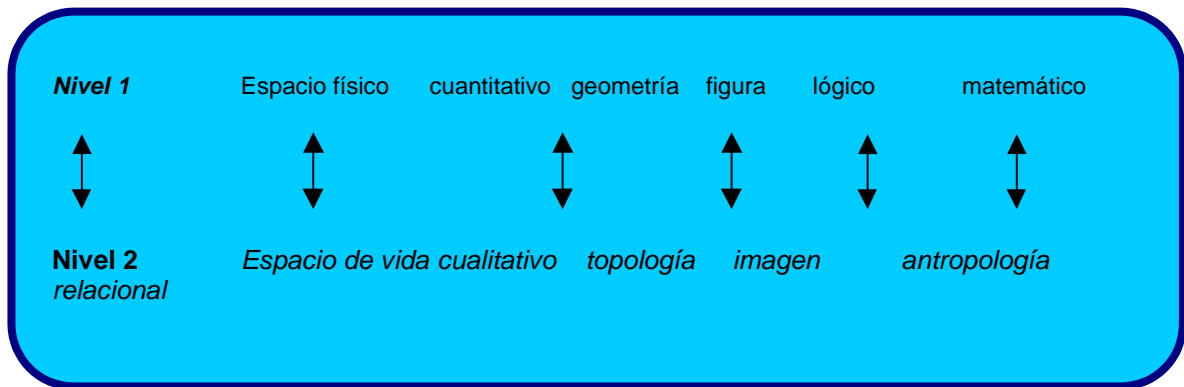 Nivel 1 Espacio físico cuantitativo geometría figura lógico matemático
Nivel 2 Espacio de vida cualitativo topología imagen antropología
relacional